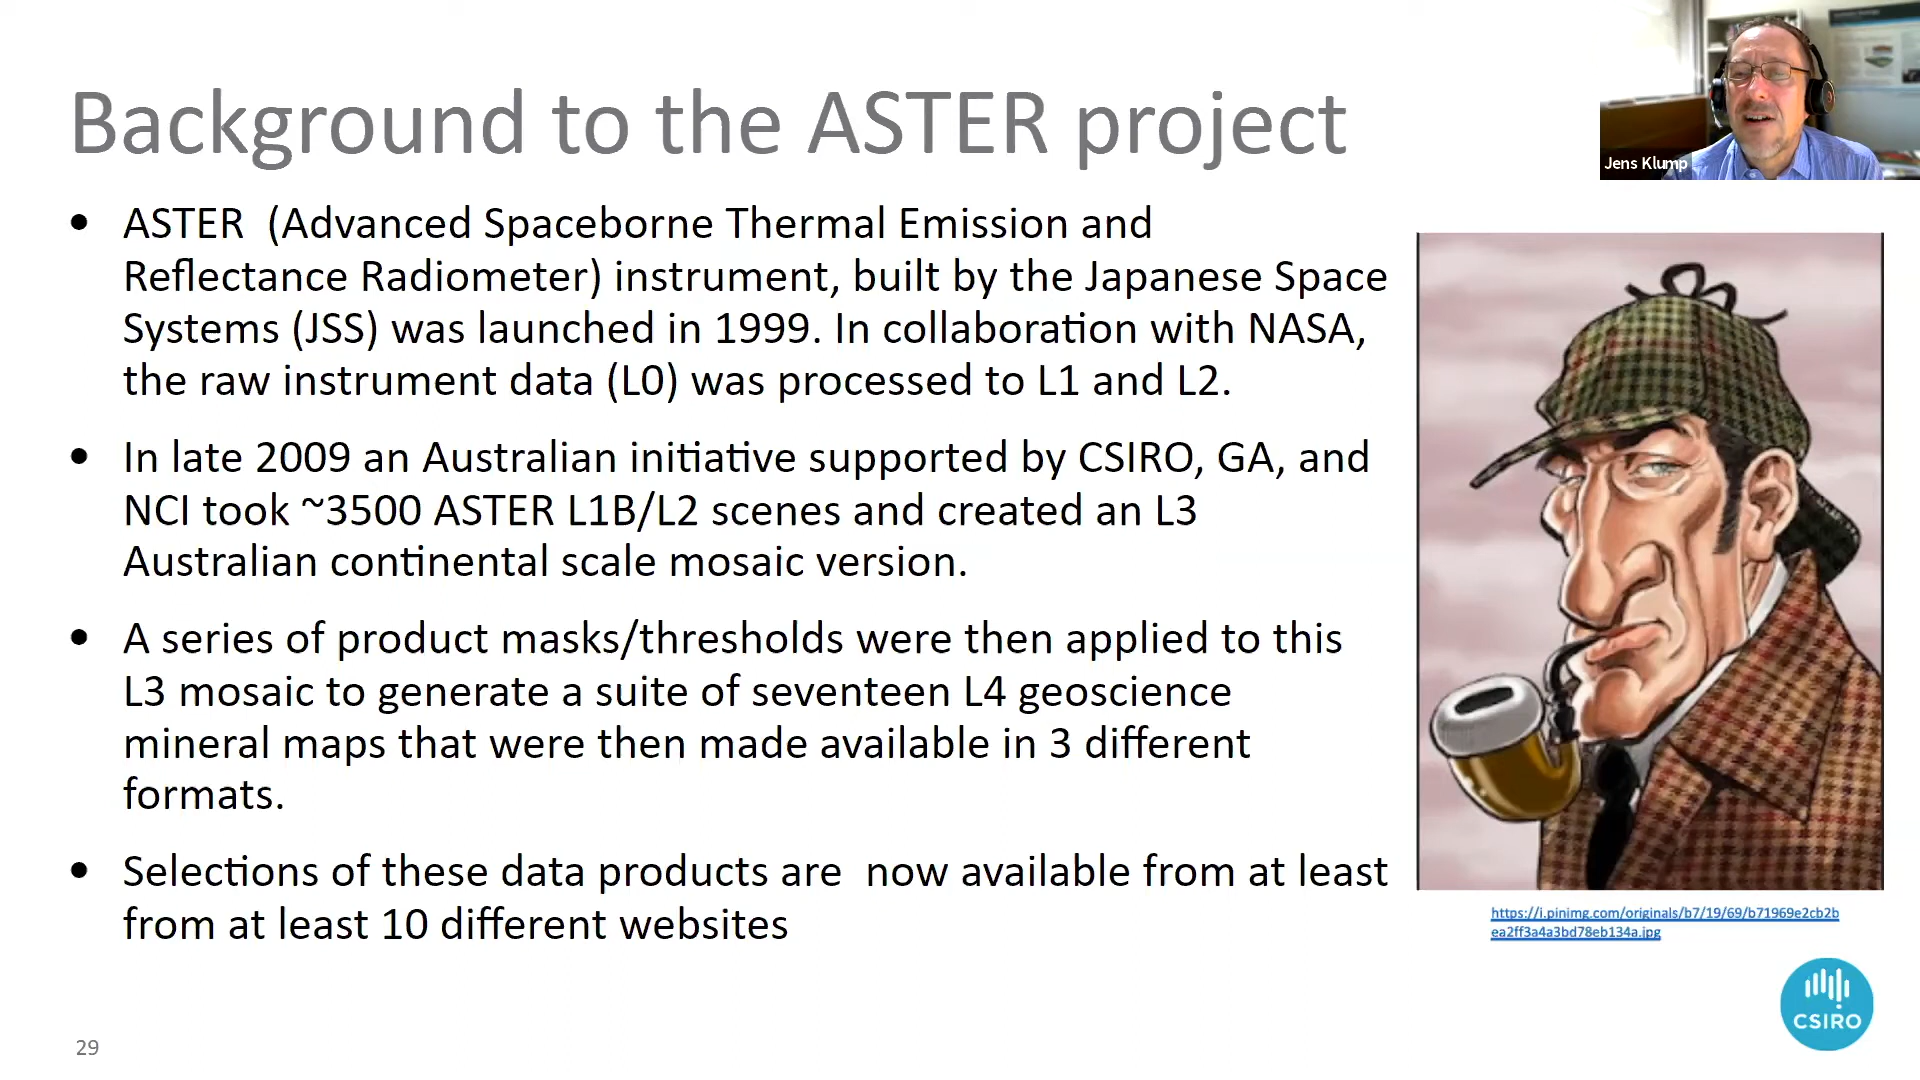 Background to the ASTER project
Jens Klump
• ASTER (Advanced Spaceborne Thermal Emission and
Reflectance Radiometer) instrument, built by the Japanese Space
Systems (JSS) was launched in 1999. In collaboration with NASA,
the raw instrument data (L0) was processed to L1 and L2.
• In late 2009 an Australian initiative supported by CSIRO, GA, and
NCI took ~3500 ASTER L1B/L2 scenes and created an L3
Australian continental scale mosaic version.
• A series of product masks/thresholds were then applied to this
L3 mosaic to generate a suite of seventeen L4 geoscience
mineral maps that were then made available in 3 different
formats.
• Selections of these data products are now available from at least
from at least 10 different websites
https://i.pinimg.com/originals/b7/19/69/b71969e2cb2b
ea2ff3a4a3bd78eb134a.jpg
CSIRO
29